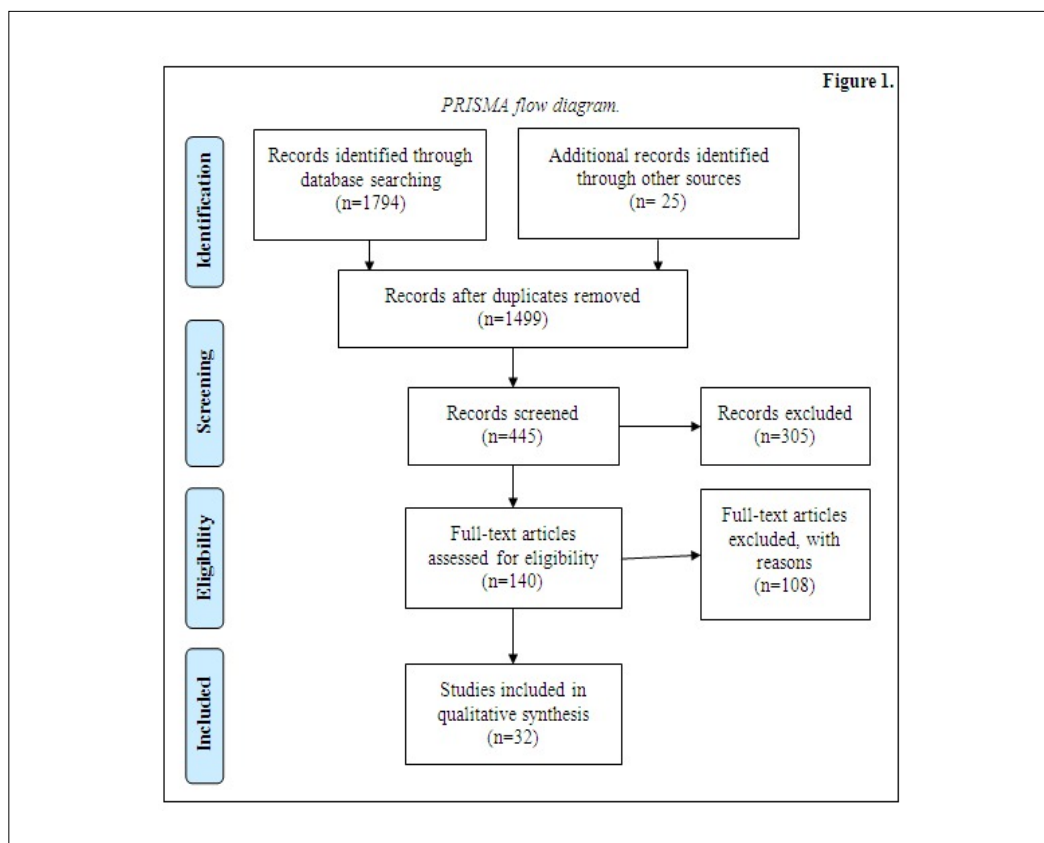 Figure 1.
PRISMA flow diagram.
Identification
Records identified through
database searching
(n=1794)
Additional records identified
through other sources
(n= 25)
Records after duplicates removed
(n=1499)
Screening
Records screened
(n=445)
Records excluded
(n=305)
Eligibility
Full-text articles
assessed for eligibility
(n=140)
Full-text articles
excluded, with
reasons
(n=108)
Included
Studies included in
qualitative synthesis
(n=32)